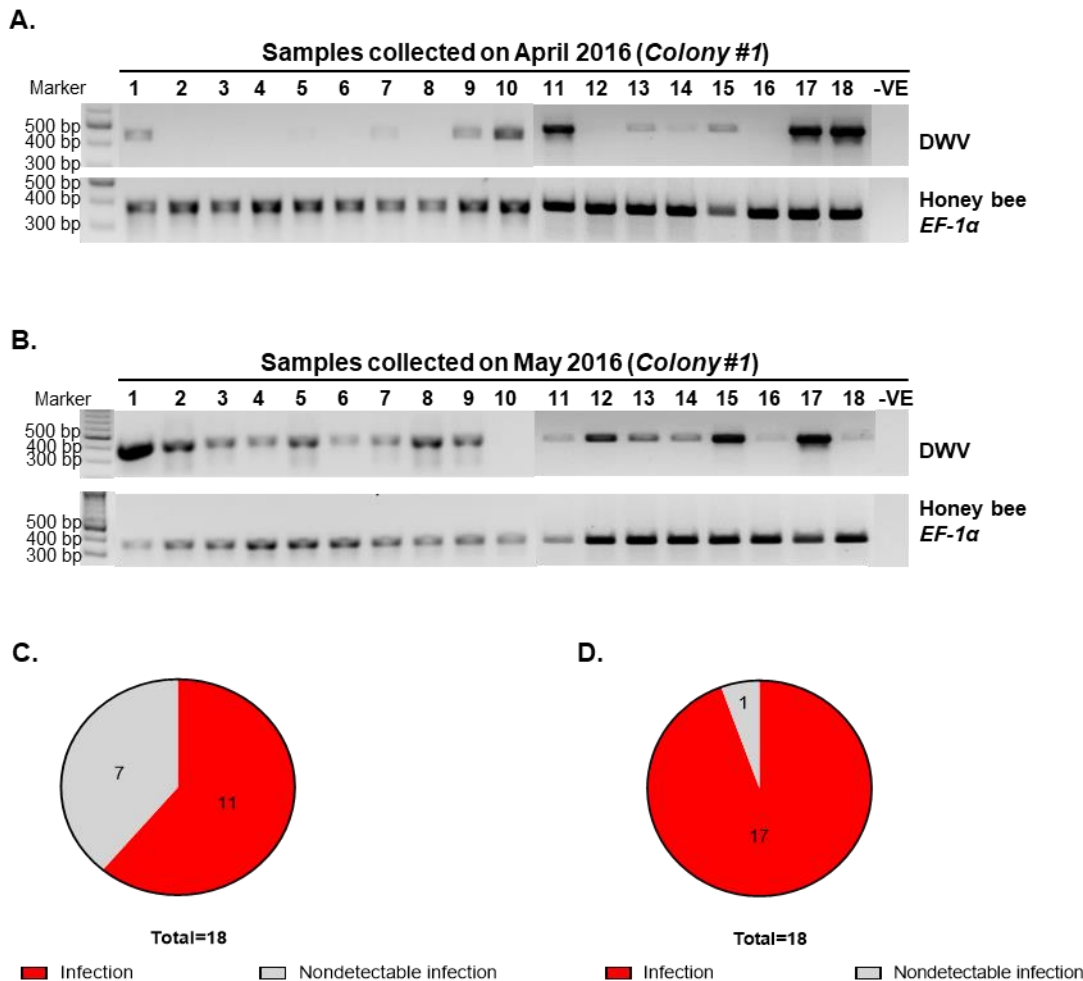 A.
Samples collected on April 2016 (Colony #1)
Marker 1 2 3 4 5 6 7 8 9 10 11 12 13 14 15 16 17 18 -VE
500 bp
400 bp
300 bp
DWV
500 bp
400 bp
300 bp
Honey bee
EF-1α
B.
Samples collected on May 2016 (Colony #1)
Marker 1 2 3 4 5 6 7 8 9 10 11 12 13 14 15 16 17 18 -VE
500 bp
400 bp
300 bp
DWV
500 bp
400 bp
300 bp
Honey bee
EF-1α
C.
7
11
Total=18
Infection Nondetectable infection
D.
1
17
Total=18
Infection Nondetectable infection